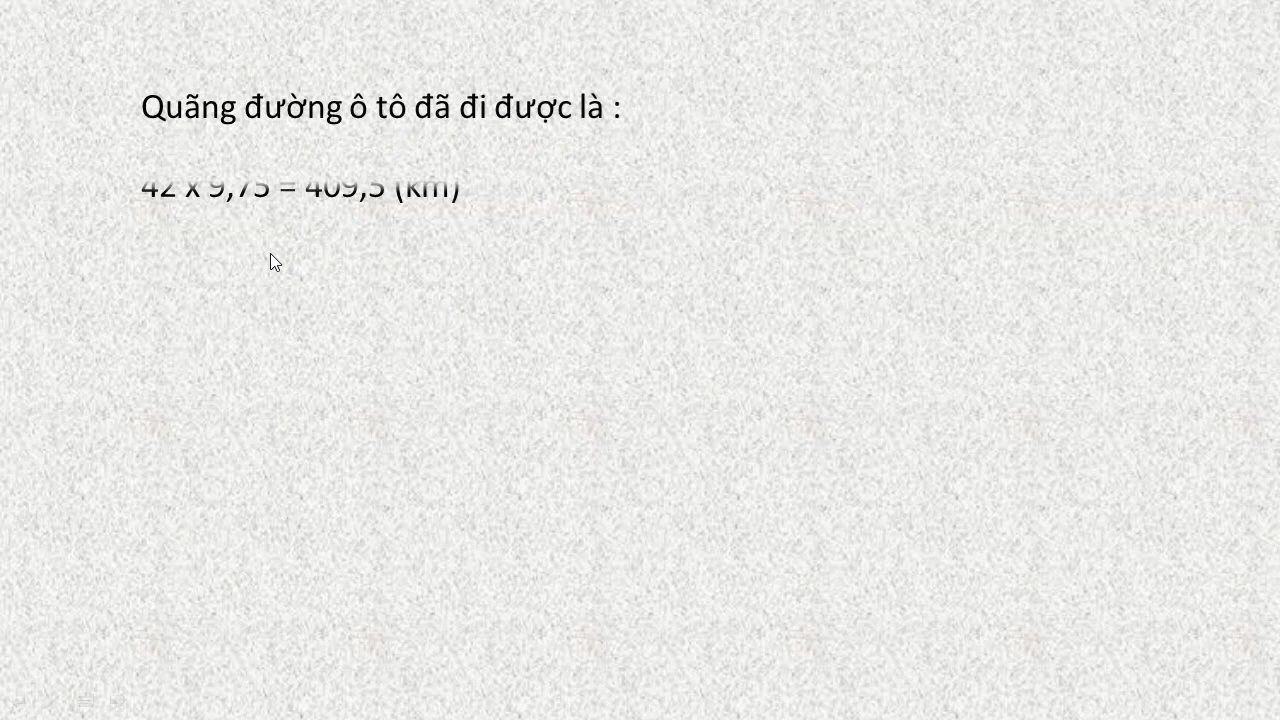 Quãng đường ô tô đã đi được là :
42 x 9,75 = 409,5 (km)